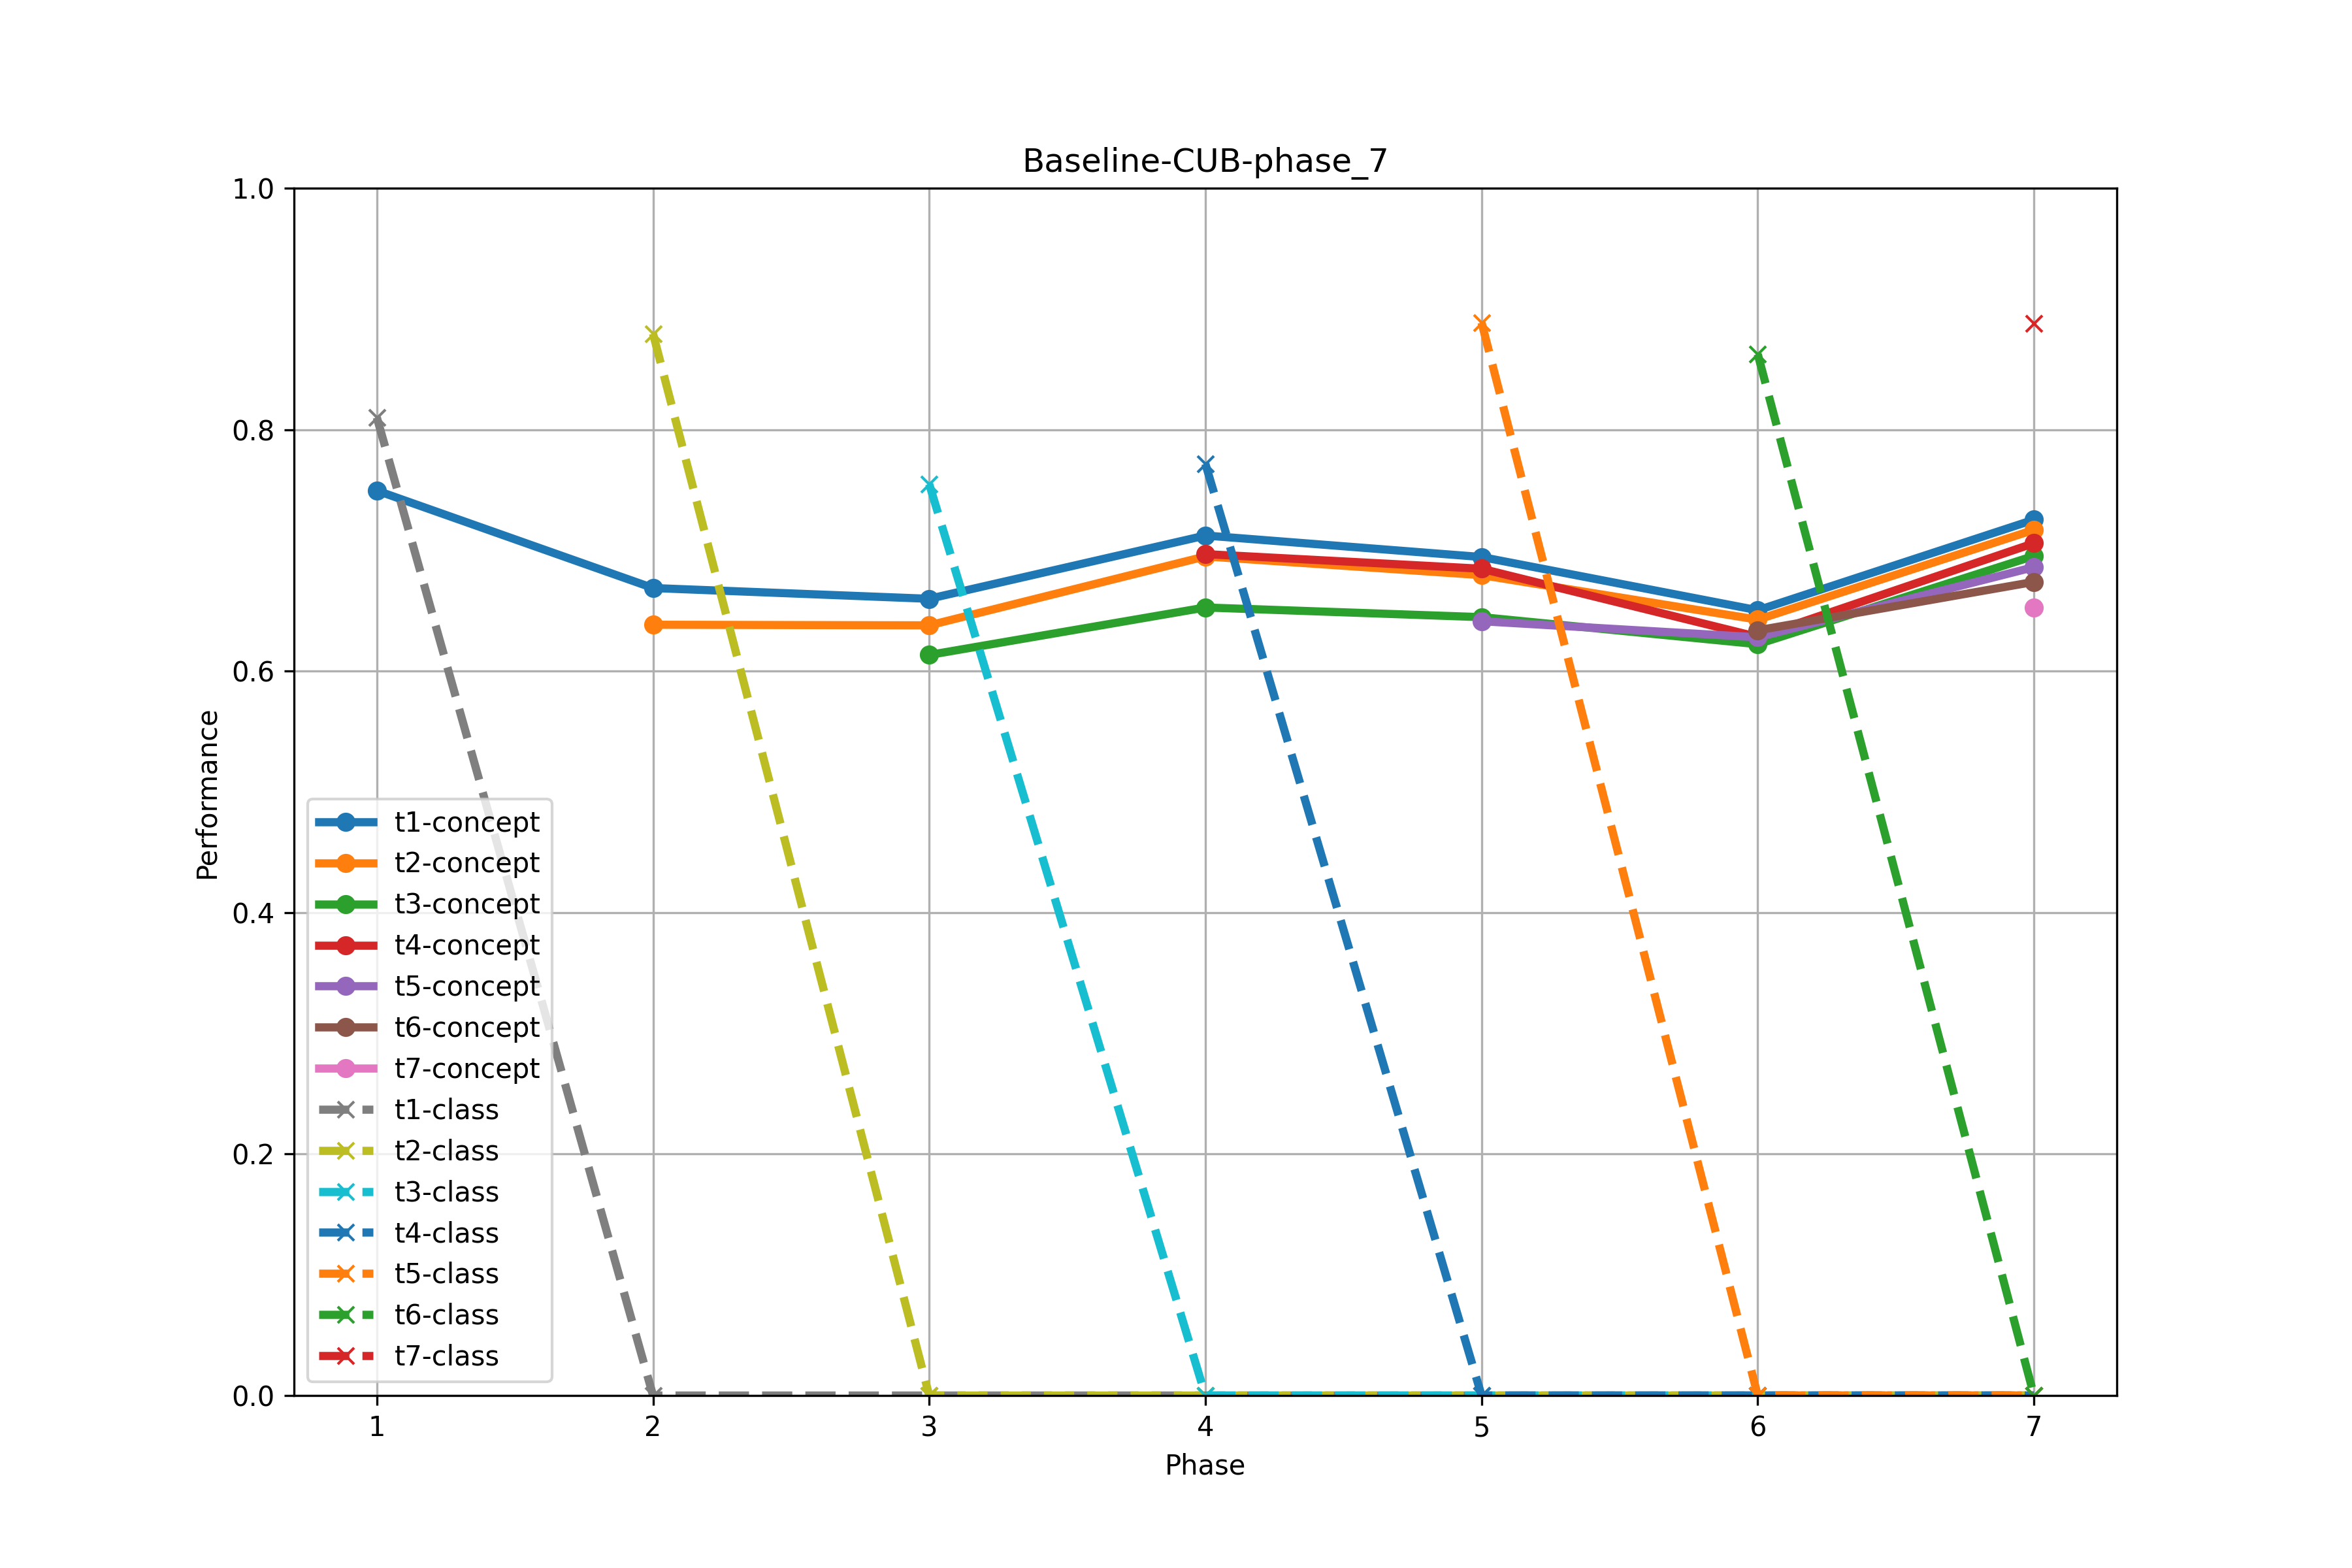 Baseline-CUB-phase_7
1.0
0.8
0.6
0.4
0.2
0.0
Performance
t1-concept
t2-concept
t3-concept
t4-concept
t5-concept
t6-concept
t7-concept
t1-class
t2-class
t3-class
t4-class
t5-class
t6-class
t7-class
1 2 3 4 5 6 7
Phase